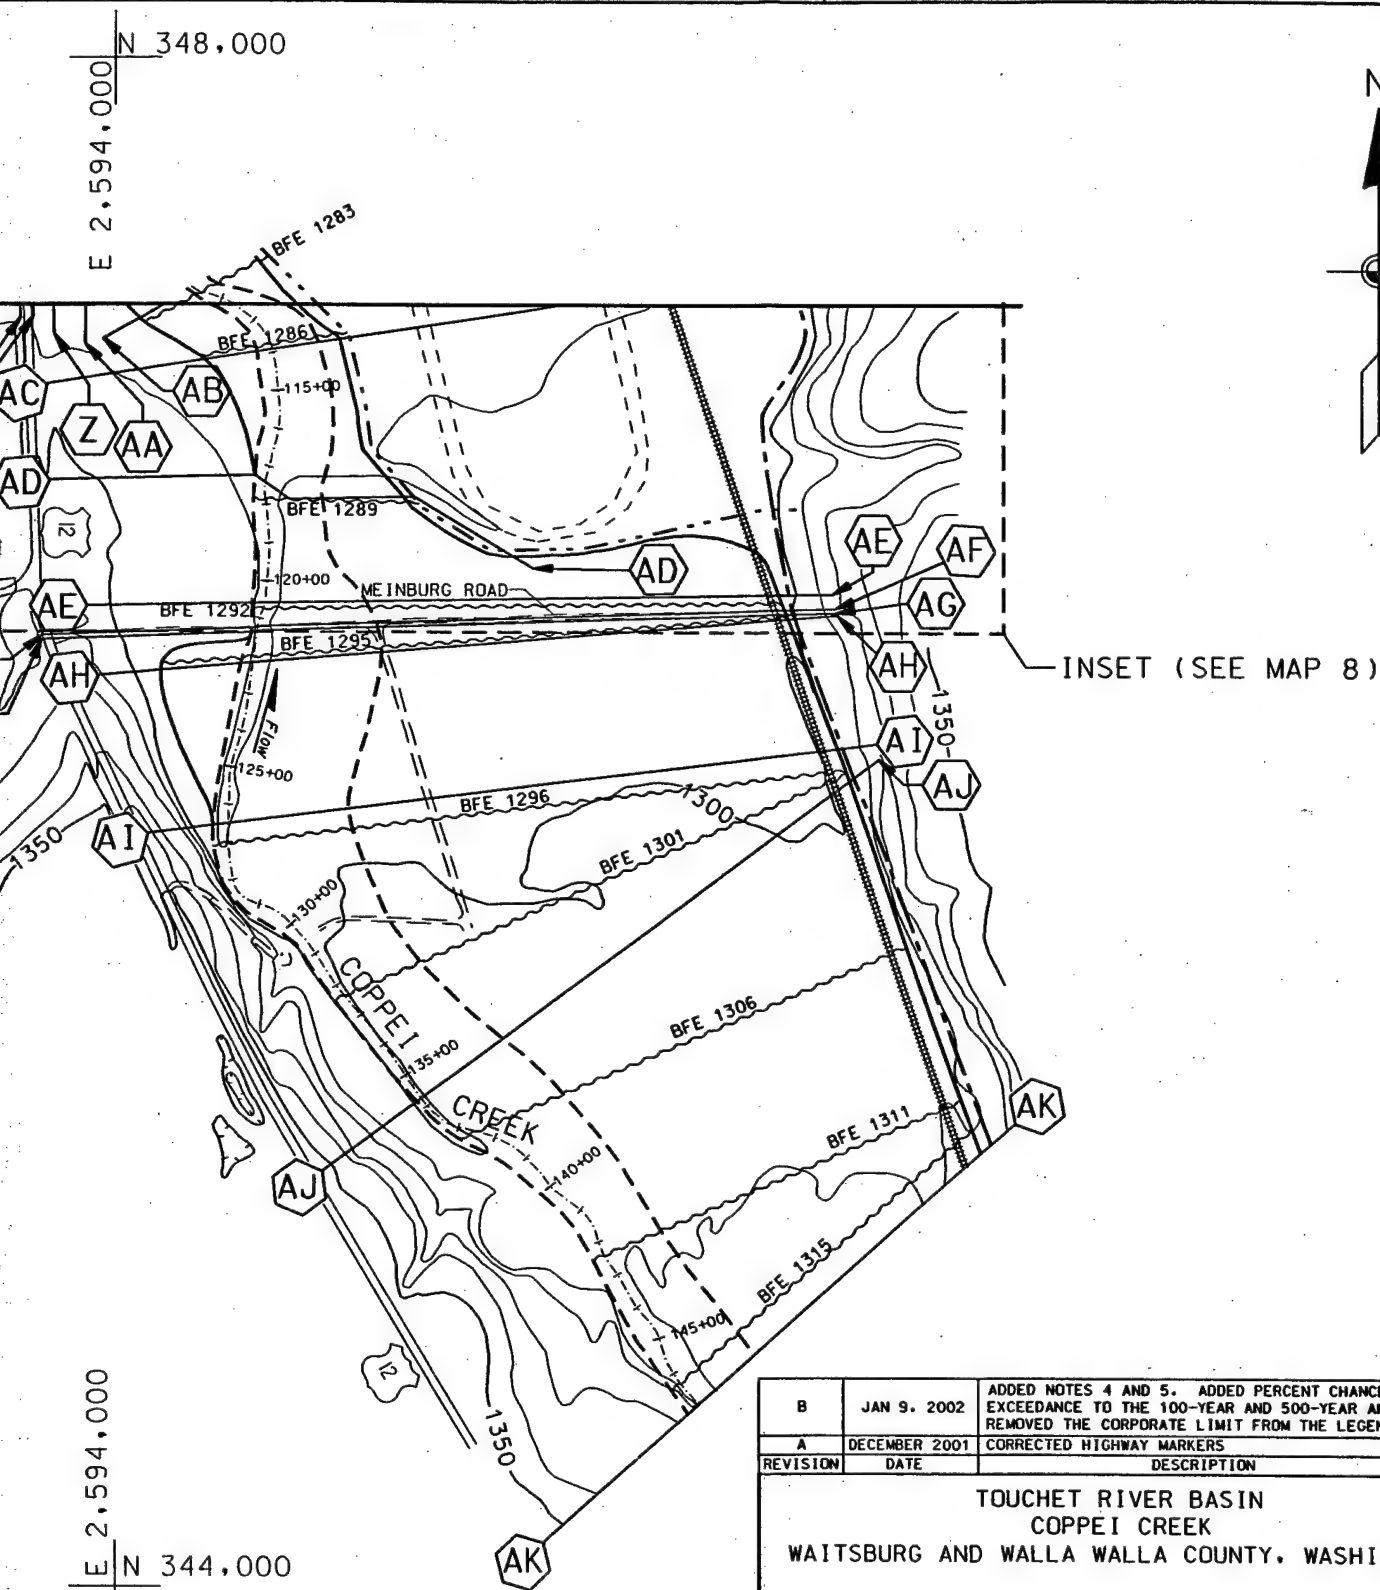 N 348,000
E 2,594,000
N
BFE 1283
BFE 1286
AC
AB
115+00
Z
AA
AD
BFE 1289
12
AE
AF
AD
120+00
MEINBURG ROAD
AE
BFE 1292
AG
BFE 1295
AH
AH
INSET (SEE MAP 8)
1350
Flow
AI
125+00
AJ
BFE 1296
1300
AI
1350
BFE 1301
130+00
COPPEI
BFE 1306
135+00
CREEK
AK
BFE 1311
140+00
AJ
BFE 1315
145+00
12
1350
E 2,594,000
N 344,000
AK
B JAN 9. 2002 ADDED NOTES 4 AND 5. ADDED PERCENT CHANC
EXCEEDANCE TO THE 100-YEAR AND 500-YEAR A
REMOVED THE CORPORATE LIMIT FROM THE LEGE
A DECEMBER 2001 CORRECTED HIGHWAY MARKERS
REVISION DATE DESCRIPTION
TOUCHET RIVER BASIN
COPPEI CREEK
WAITSBURG AND WALLA WALLA COUNTY. WASHI